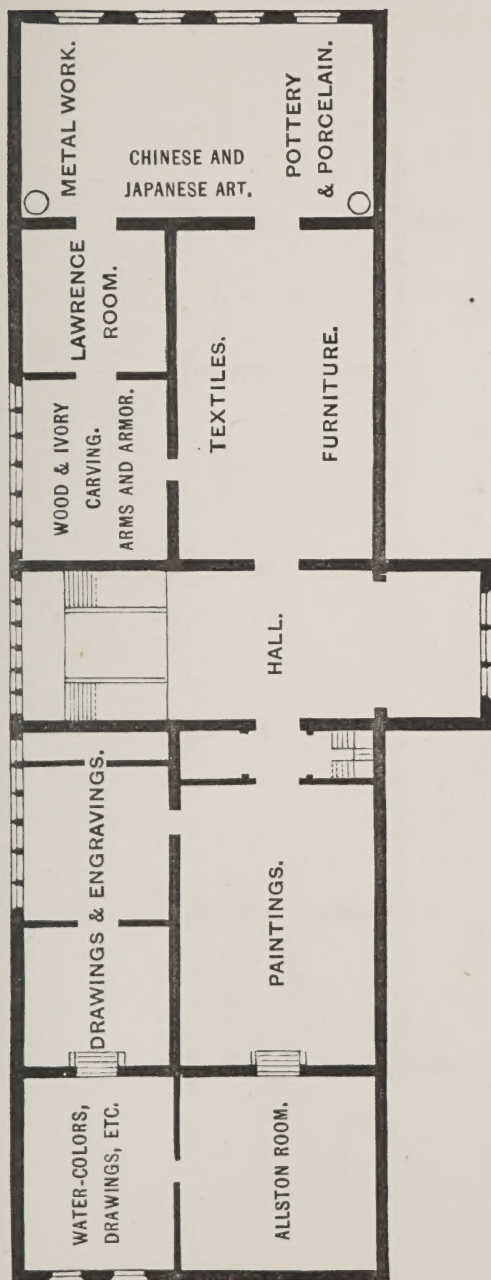 METAL WORK.
CHINESE AND
JAPANESE ART.
POTTERY
& PORCELAIN.
LAWRENCE
ROOM.
WOOD & IVORY
CARVING.
ARMS AND ARMOR.
TEXTILES.
FURNITURE.
HALL.
DRAWINGS & ENGRAVINGS.
PAINTINGS.
WATER-COLORS,
DRAWINGS, ETC.
ALLSTON ROOM.